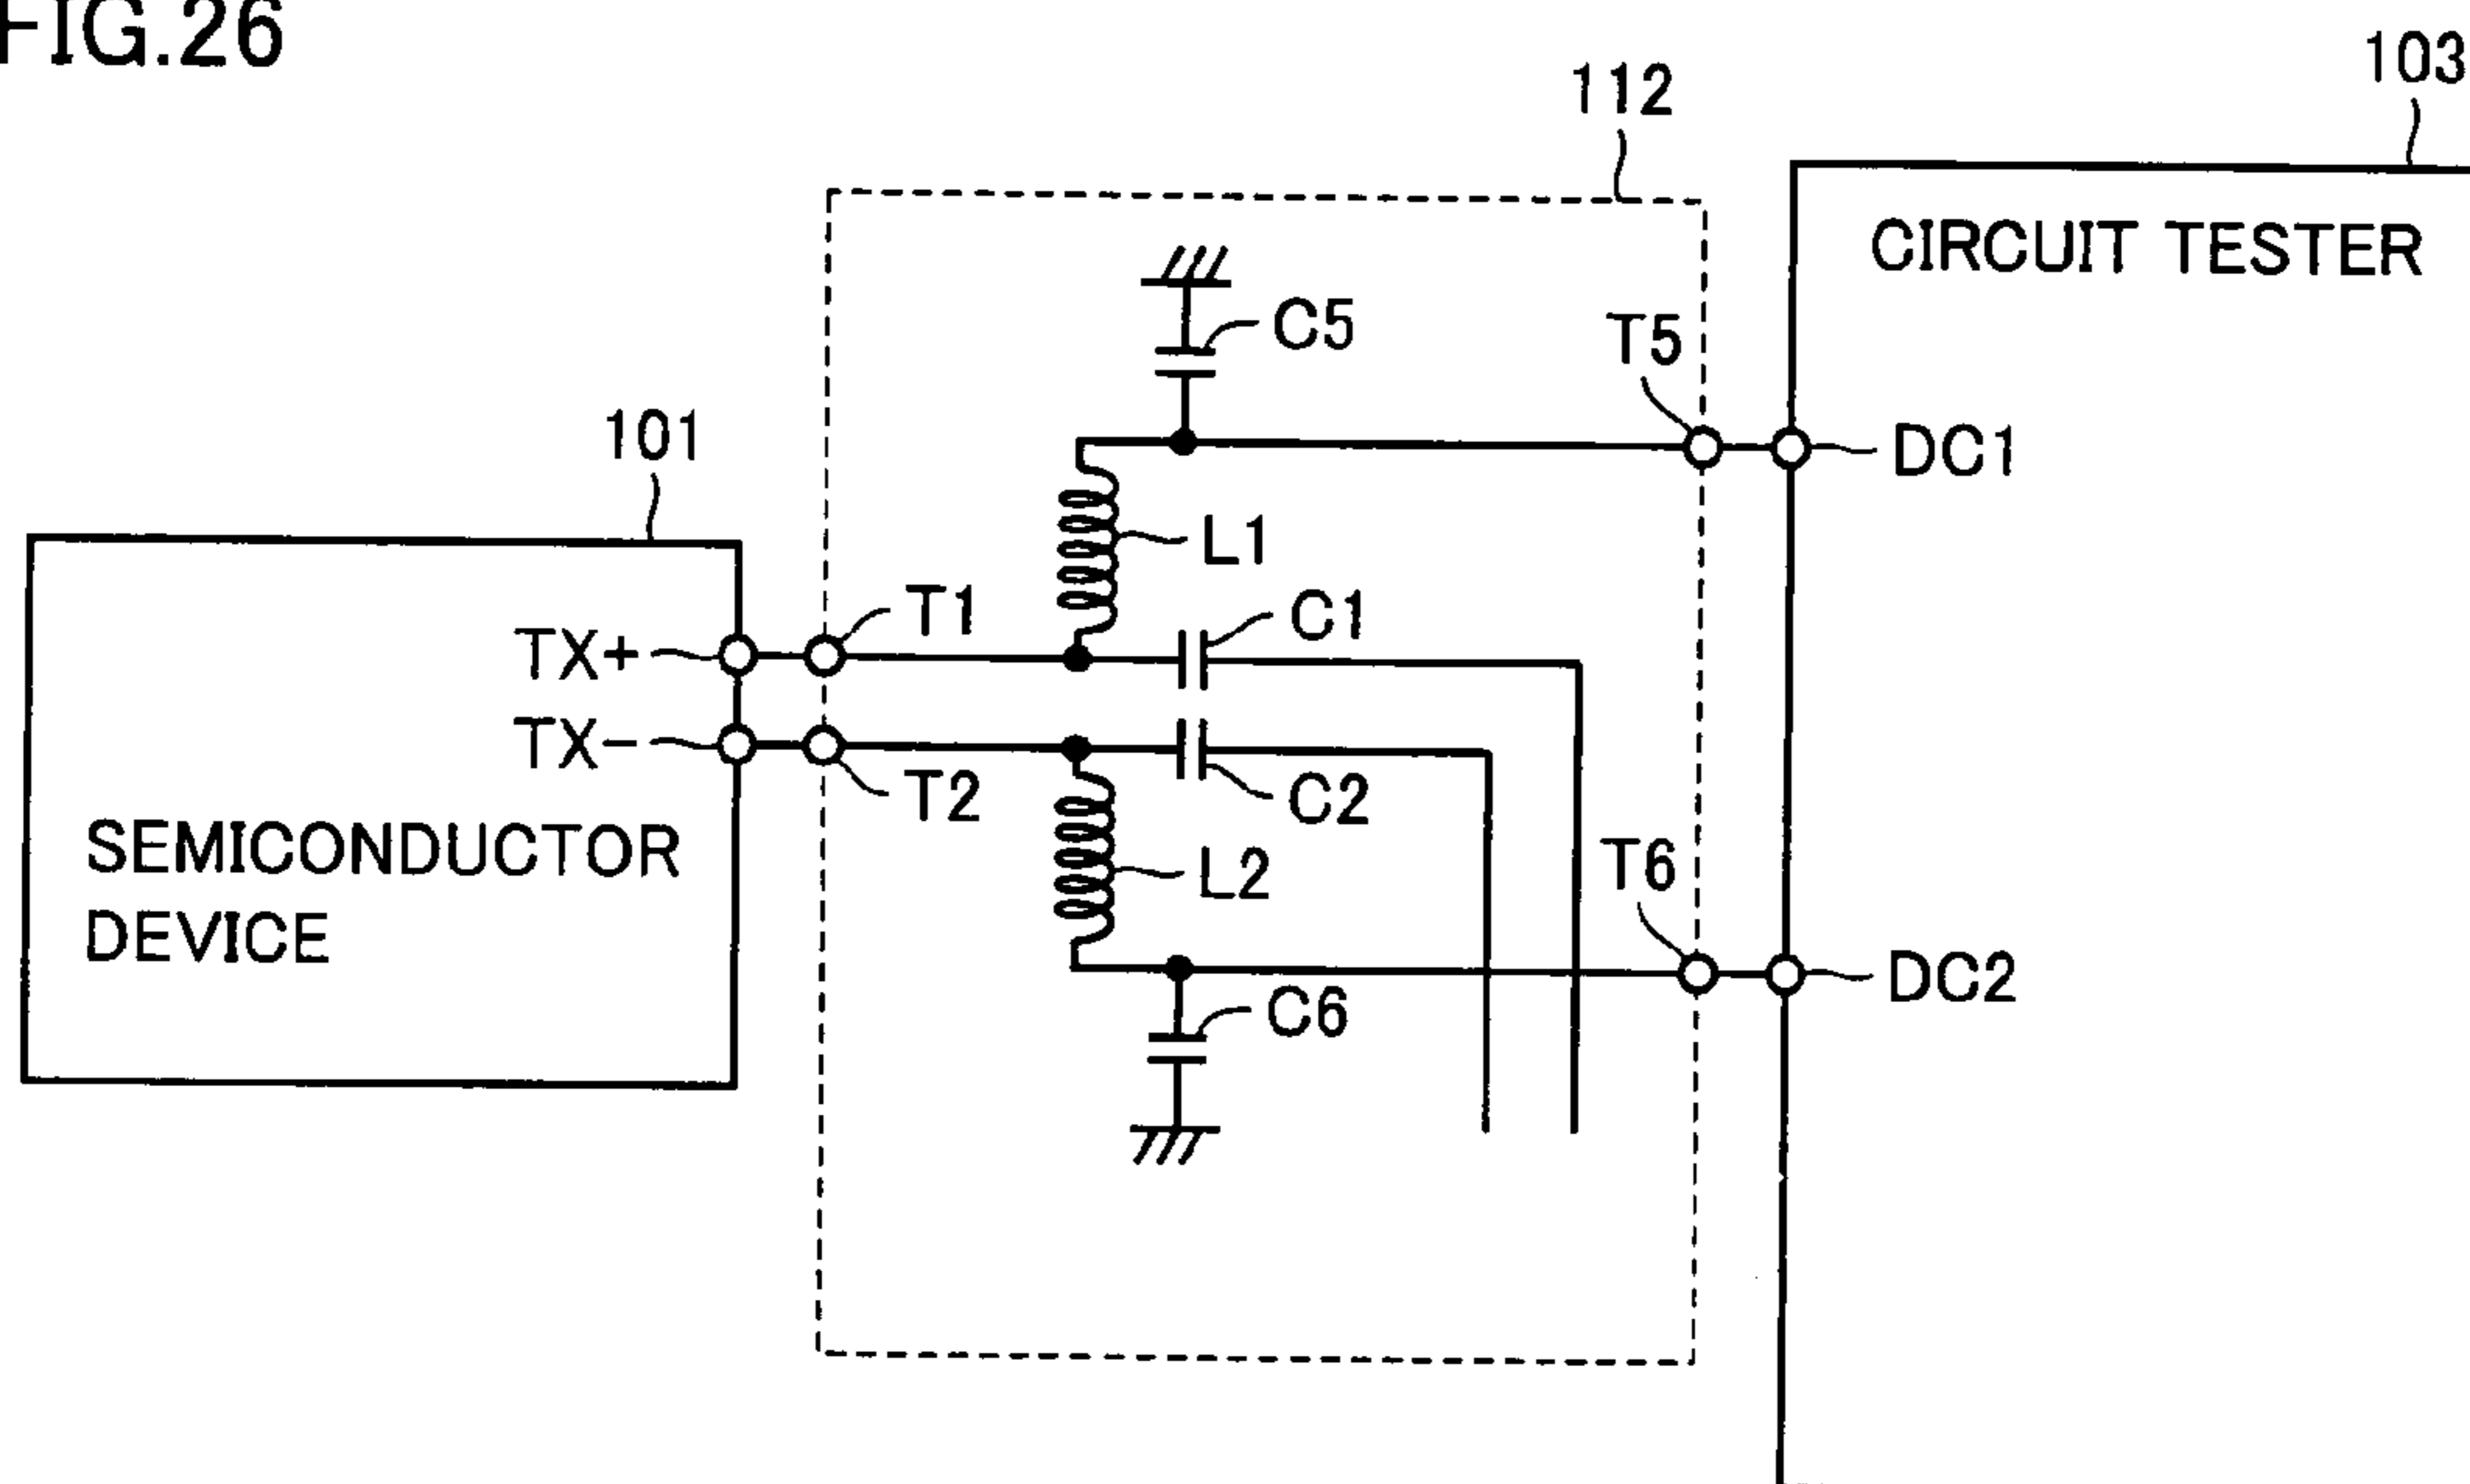 FIG.26
103
112
CIRCUIT TESTER
C5
T5
101
DC1
L1
T1
C1
TX+
TX-
T2
C2
SEMICONDUCTOR
DEVICE
L2
T6
DC2
C6